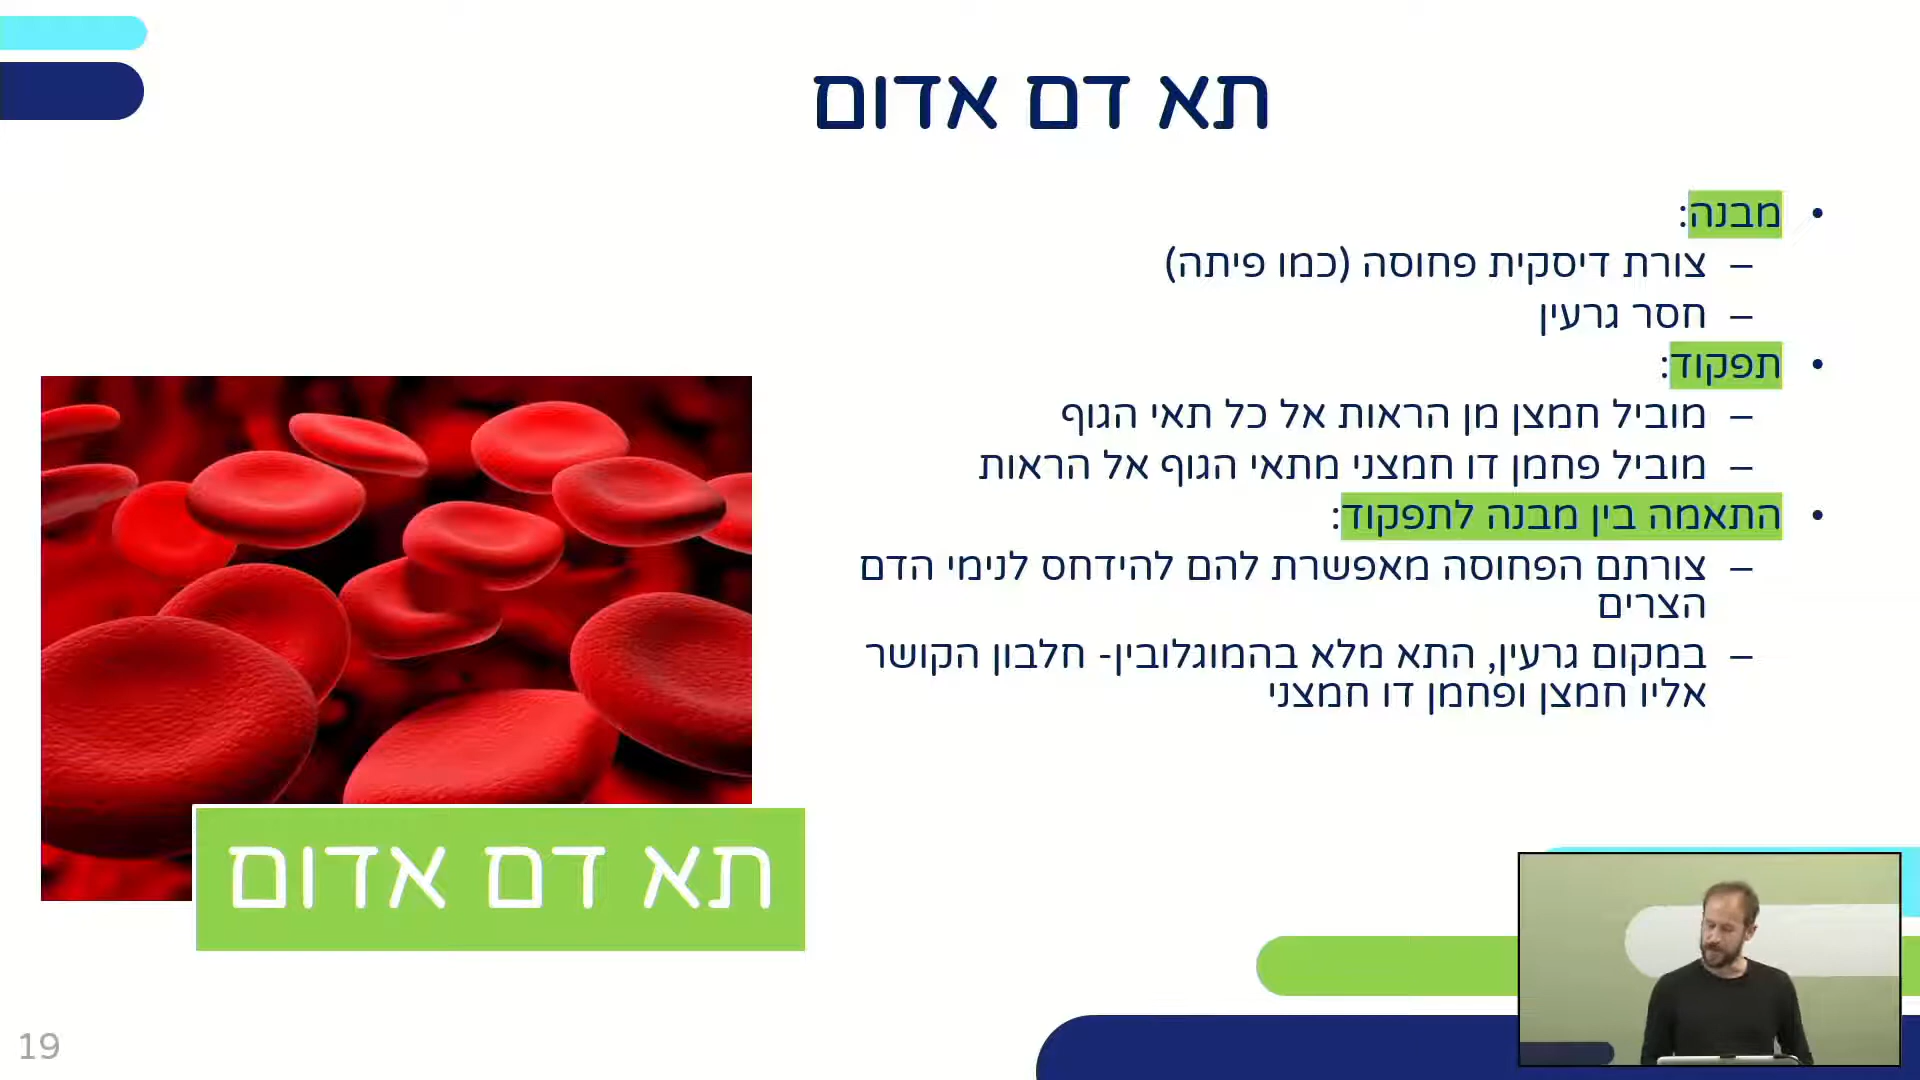 תא דם אדום
• מבנה:
– צורת דיסקית פחוסה (כמו פיתה)
– חסר גרעין
• תפקוד:
– מוביל חמצן מן הראות אל כל תאי הגוף
– מוביל פחמן דו חמצני מתאי הגוף אל הראות
• התאמה בין מבנה לתפקוד:
– צורתם הפחוסה מאפשרת להם להידחס לנימי הדם
הצרים
– במקום גרעין, התא מלא בהמוגלובין- חלבון הקושר
אליו חמצן ופחמן דו חמצני
תא דם אדום
19